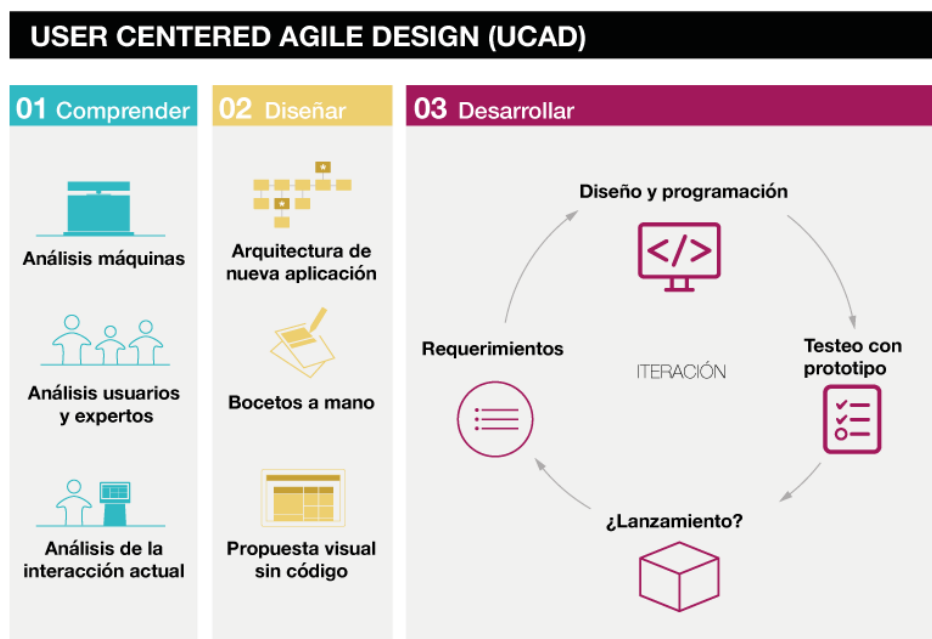 USER CENTERED AGILE DESIGN (UCAD)
01 Comprender
Análisis máquinas
Análisis usuarios
y expertos
Análisis de la
interacción actual
02 Diseñar
Arquitectura de
nueva aplicación
Bocetos a mano
Propuesta visual
sin código
03 Desarrollar
Diseño y programación
</>
Testeo con
prototipo
¿Lanzamiento?
Requerimientos
ITERACIÓN